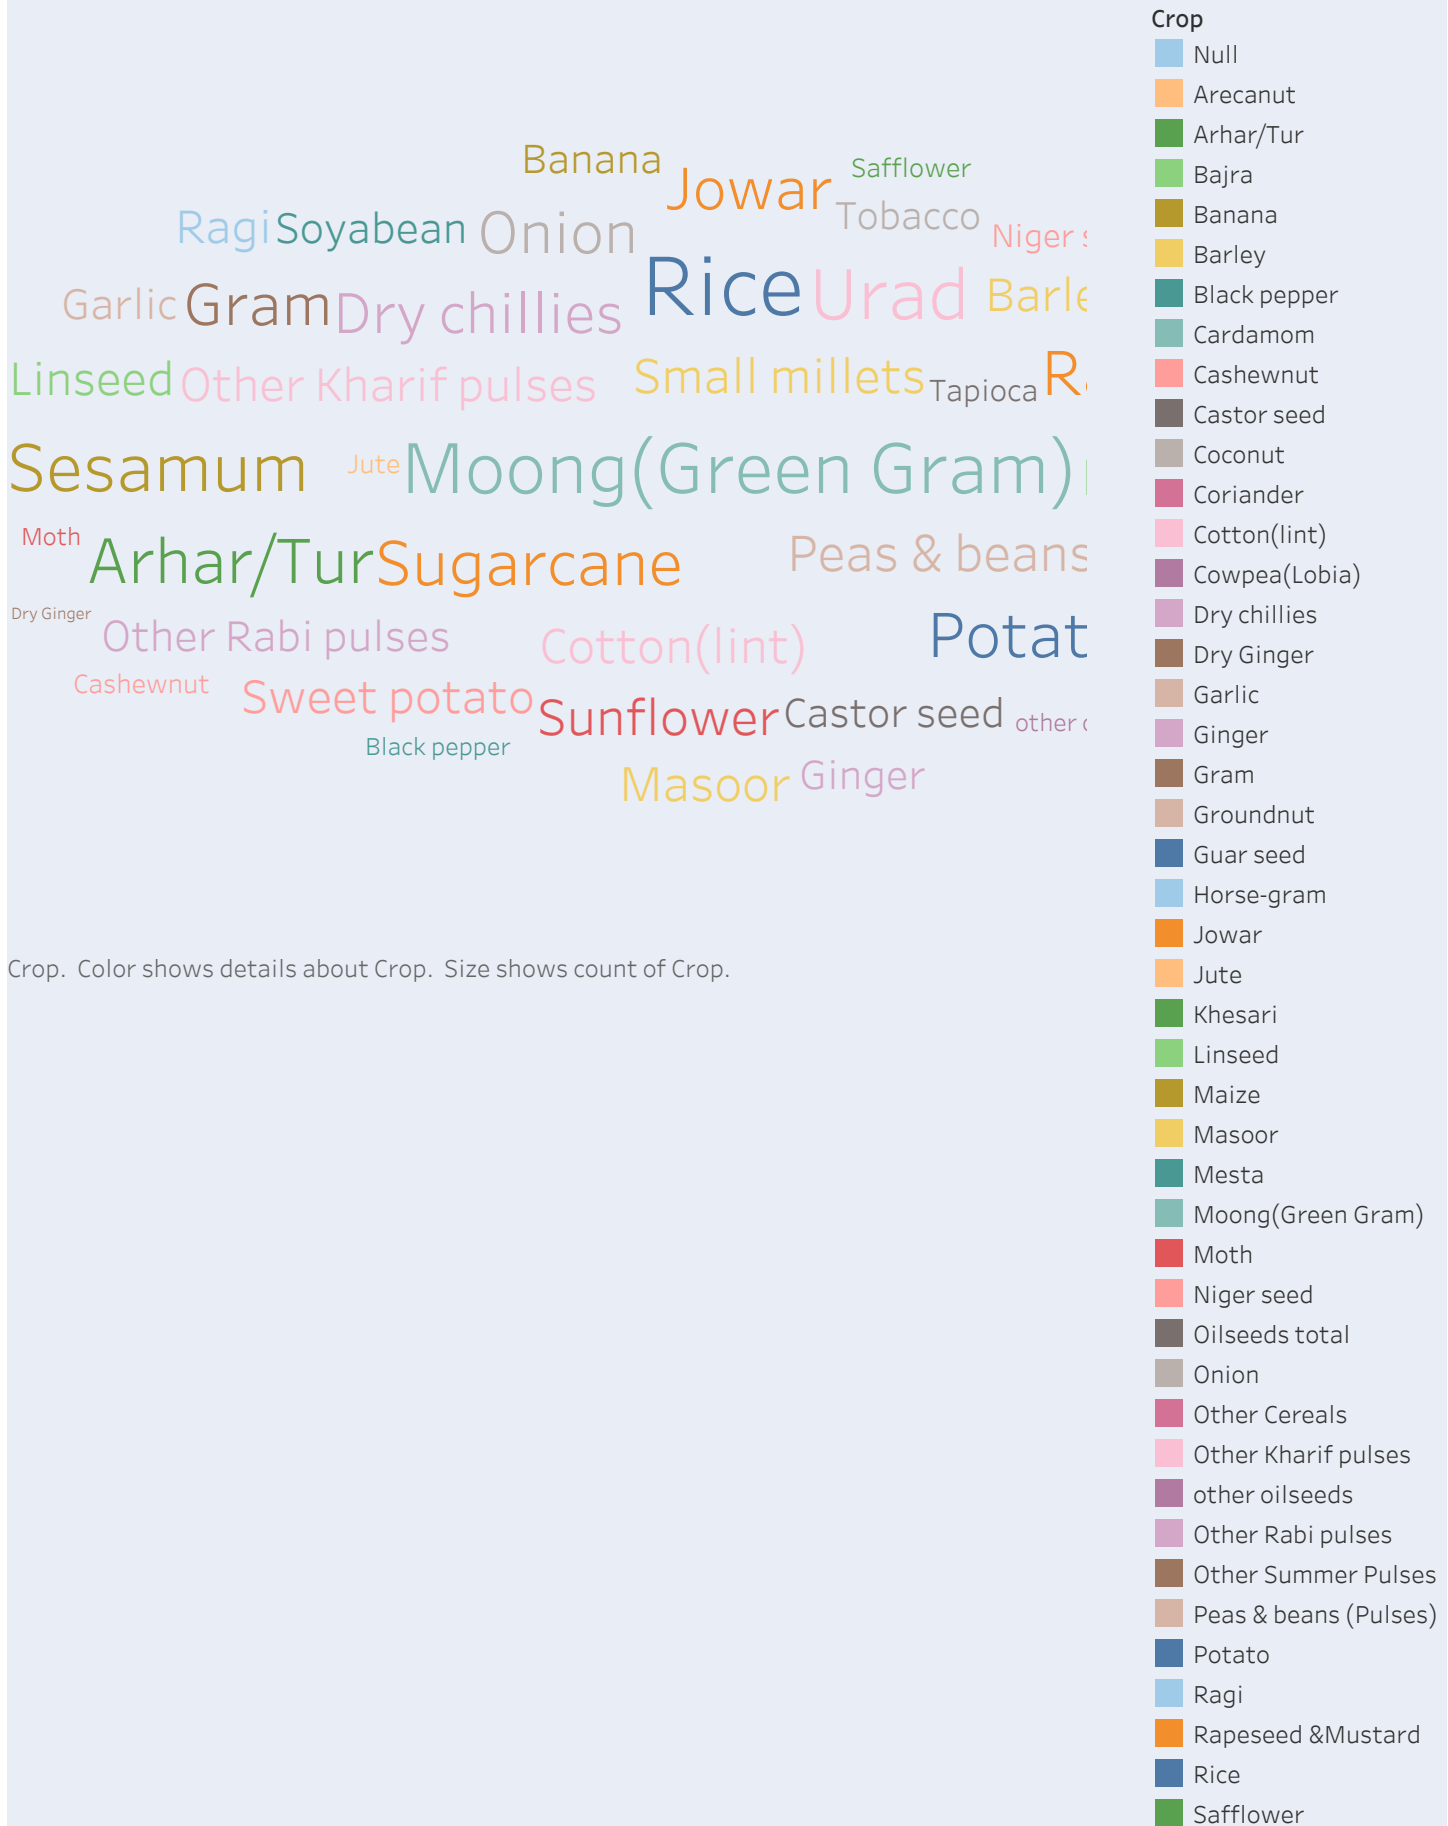 Banana
Safflower
Jowar
Tobacco
Ragi
Soyabean
Onion
Niger s
Rice
Urad
Barle
Garlic
Gram
Dry chillies
Linseed
Other Kharif pulses
Small millets
Tapioca
Ra
Sesamum
Jute
Moong(Green Gram)
Moth
Arhar/Tur
Sugarcane
Peas & beans
Dry Ginger
Other Rabi pulses
Cotton(lint)
Potat
Cashewnut
Sweet potato
Sunflower
Castor seed
other o
Black pepper
Masoor
Ginger
Crop. Color shows details about Crop. Size shows count of Crop.
Crop
Null
Arecanut
Arhar/Tur
Bajra
Banana
Barley
Black pepper
Cardamom
Cashewnut
Castor seed
Coconut
Coriander
Cotton(lint)
Cowpea(Lobia)
Dry chillies
Dry Ginger
Garlic
Ginger
Gram
Groundnut
Guar seed
Horse-gram
Jowar
Jute
Khesari
Linseed
Maize
Masoor
Mesta
Moong(Green Gram)
Moth
Niger seed
Oilseeds total
Onion
Other Cereals
Other Kharif pulses
other oilseeds
Other Rabi pulses
Other Summer Pulses
Peas & beans (Pulses)
Potato
Ragi
Rapeseed &Mustard
Rice
Safflower